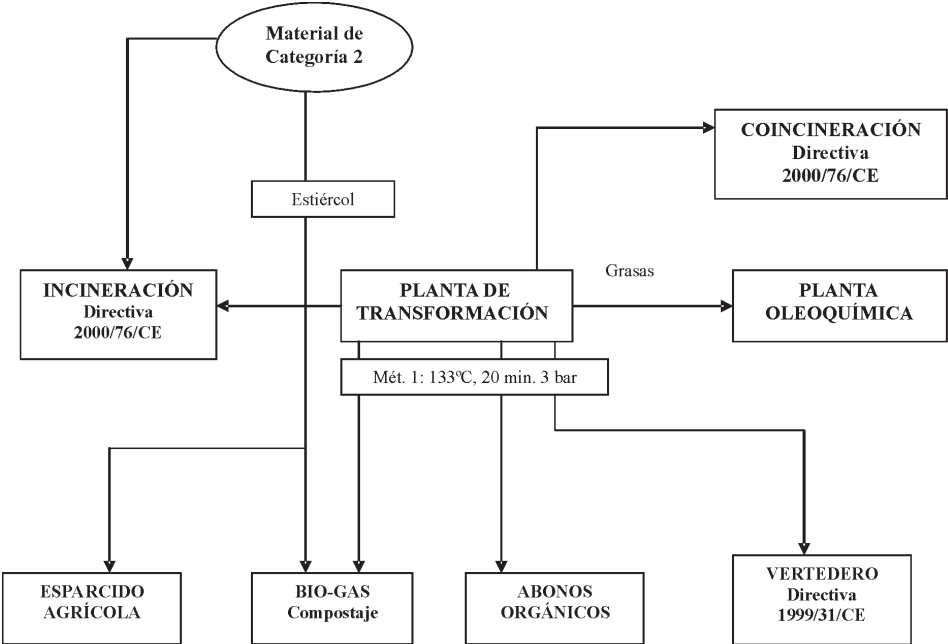 Material de
Categoría 2
COINCINERACIÓN
Directiva
2000/76/CE
Estiércol
Grasas
INCINERACIÓN
Directiva
2000/76/CE
PLANTA DE
TRANSFORMACIÓN
PLANTA
OLEOQUÍMICA
Mét. 1: 133ºC, 20 min. 3 bar
ESPARCIDO
AGRÍCOLA
BIO-GAS
Compostaje
ABONOS
ORGÁNICOS
VERTEDERO
Directiva
1999/31/CE